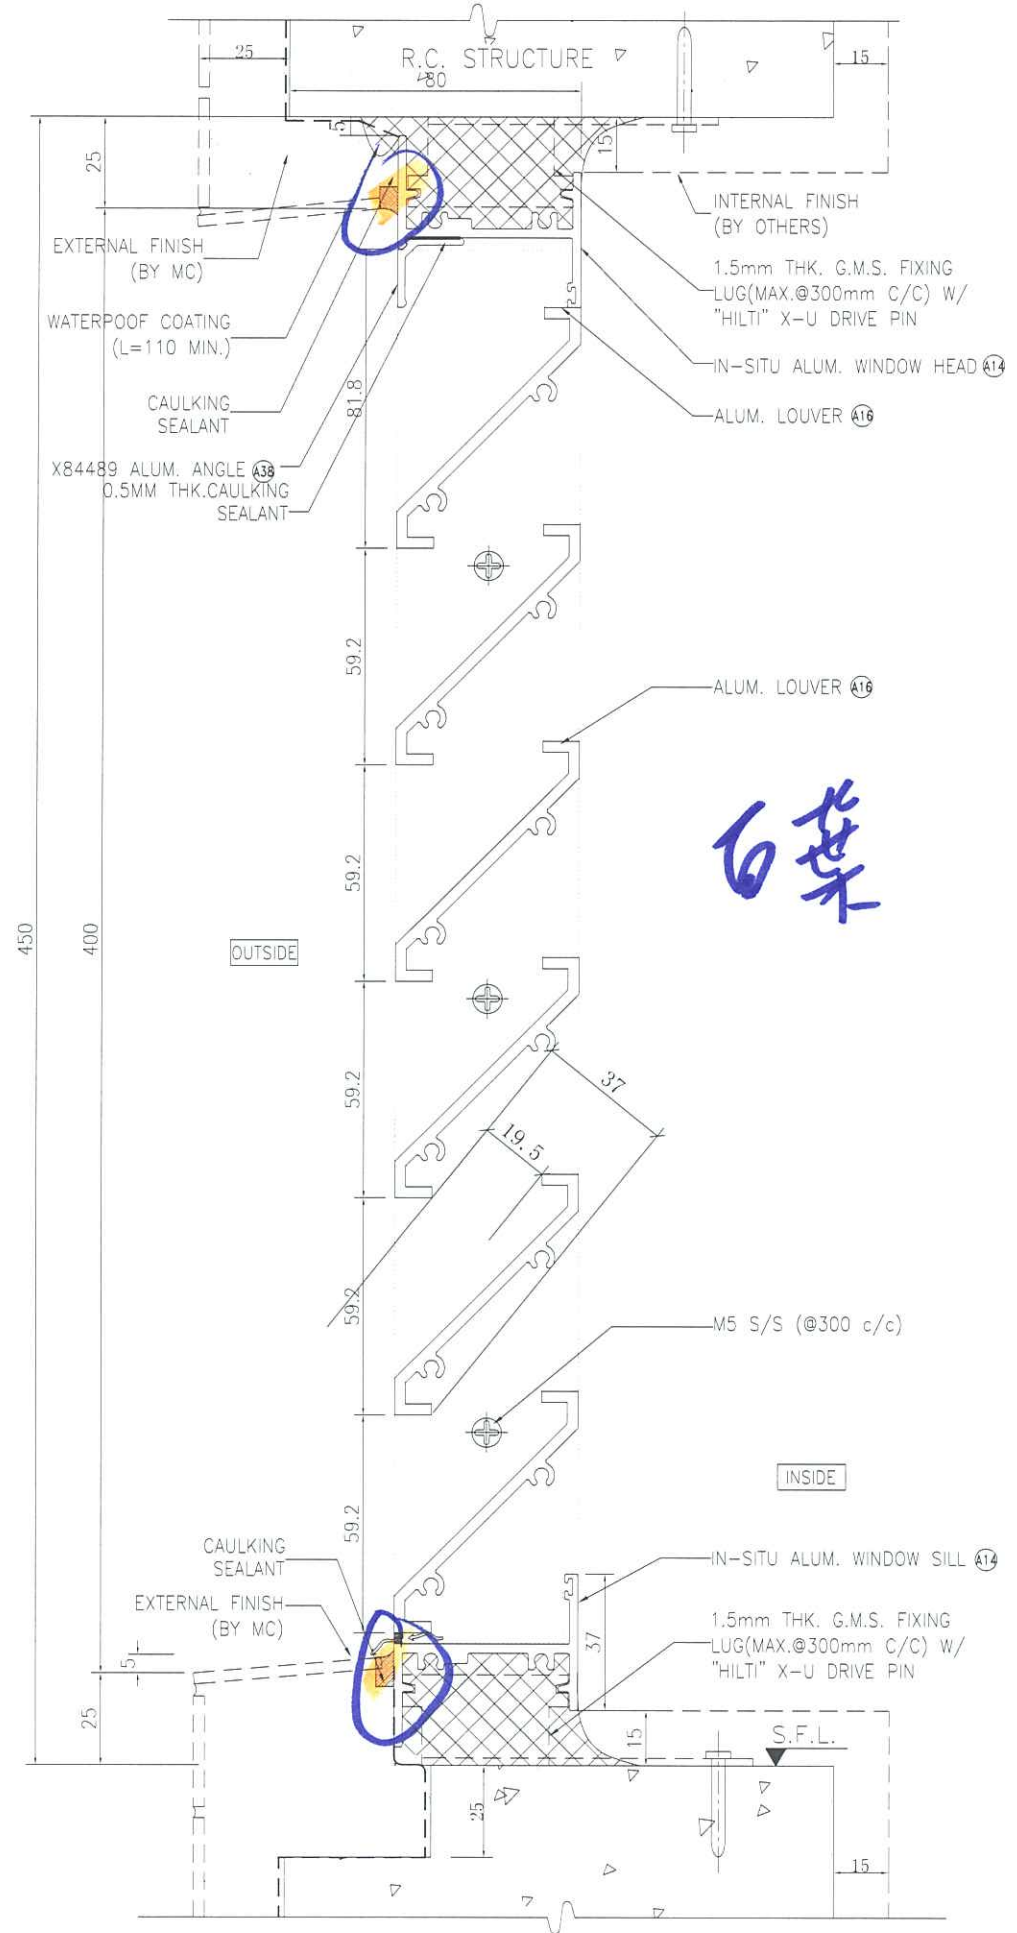 25
R.C. STRUCTURE
80
15
5
25
15
INTERNAL FINISH
(BY OTHERS)
EXTERNAL FINISH
(BY MC)
1.5mm THK. G.M.S. FIXING
LUG(MAX.@300mm C/C) W/
"HILTI" X-U DRIVE PIN
WATERPOOF COATING
(L=110 MIN.)
IN-SITU ALUM. WINDOW HEAD A14
CAULKING
SEALANT
81.8
ALUM. LOUVER A16
X84489 ALUM. ANGLE A38
0.5MM THK.CAULKING
SEALANT
59.2
ALUM. LOUVER A16
59.2
百葉
450
400
OUTSIDE
59.2
37
19.5
59.2
M5 S/S (@300 c/c)
INSIDE
59.2
CAULKING
SEALANT
IN-SITU ALUM. WINDOW SILL A14
EXTERNAL FINISH
(BY MC)
1.5mm THK. G.M.S. FIXING
LUG(MAX.@300mm C/C) W/
"HILTI" X-U DRIVE PIN
37
5
25
15
S.F.L.
25
15